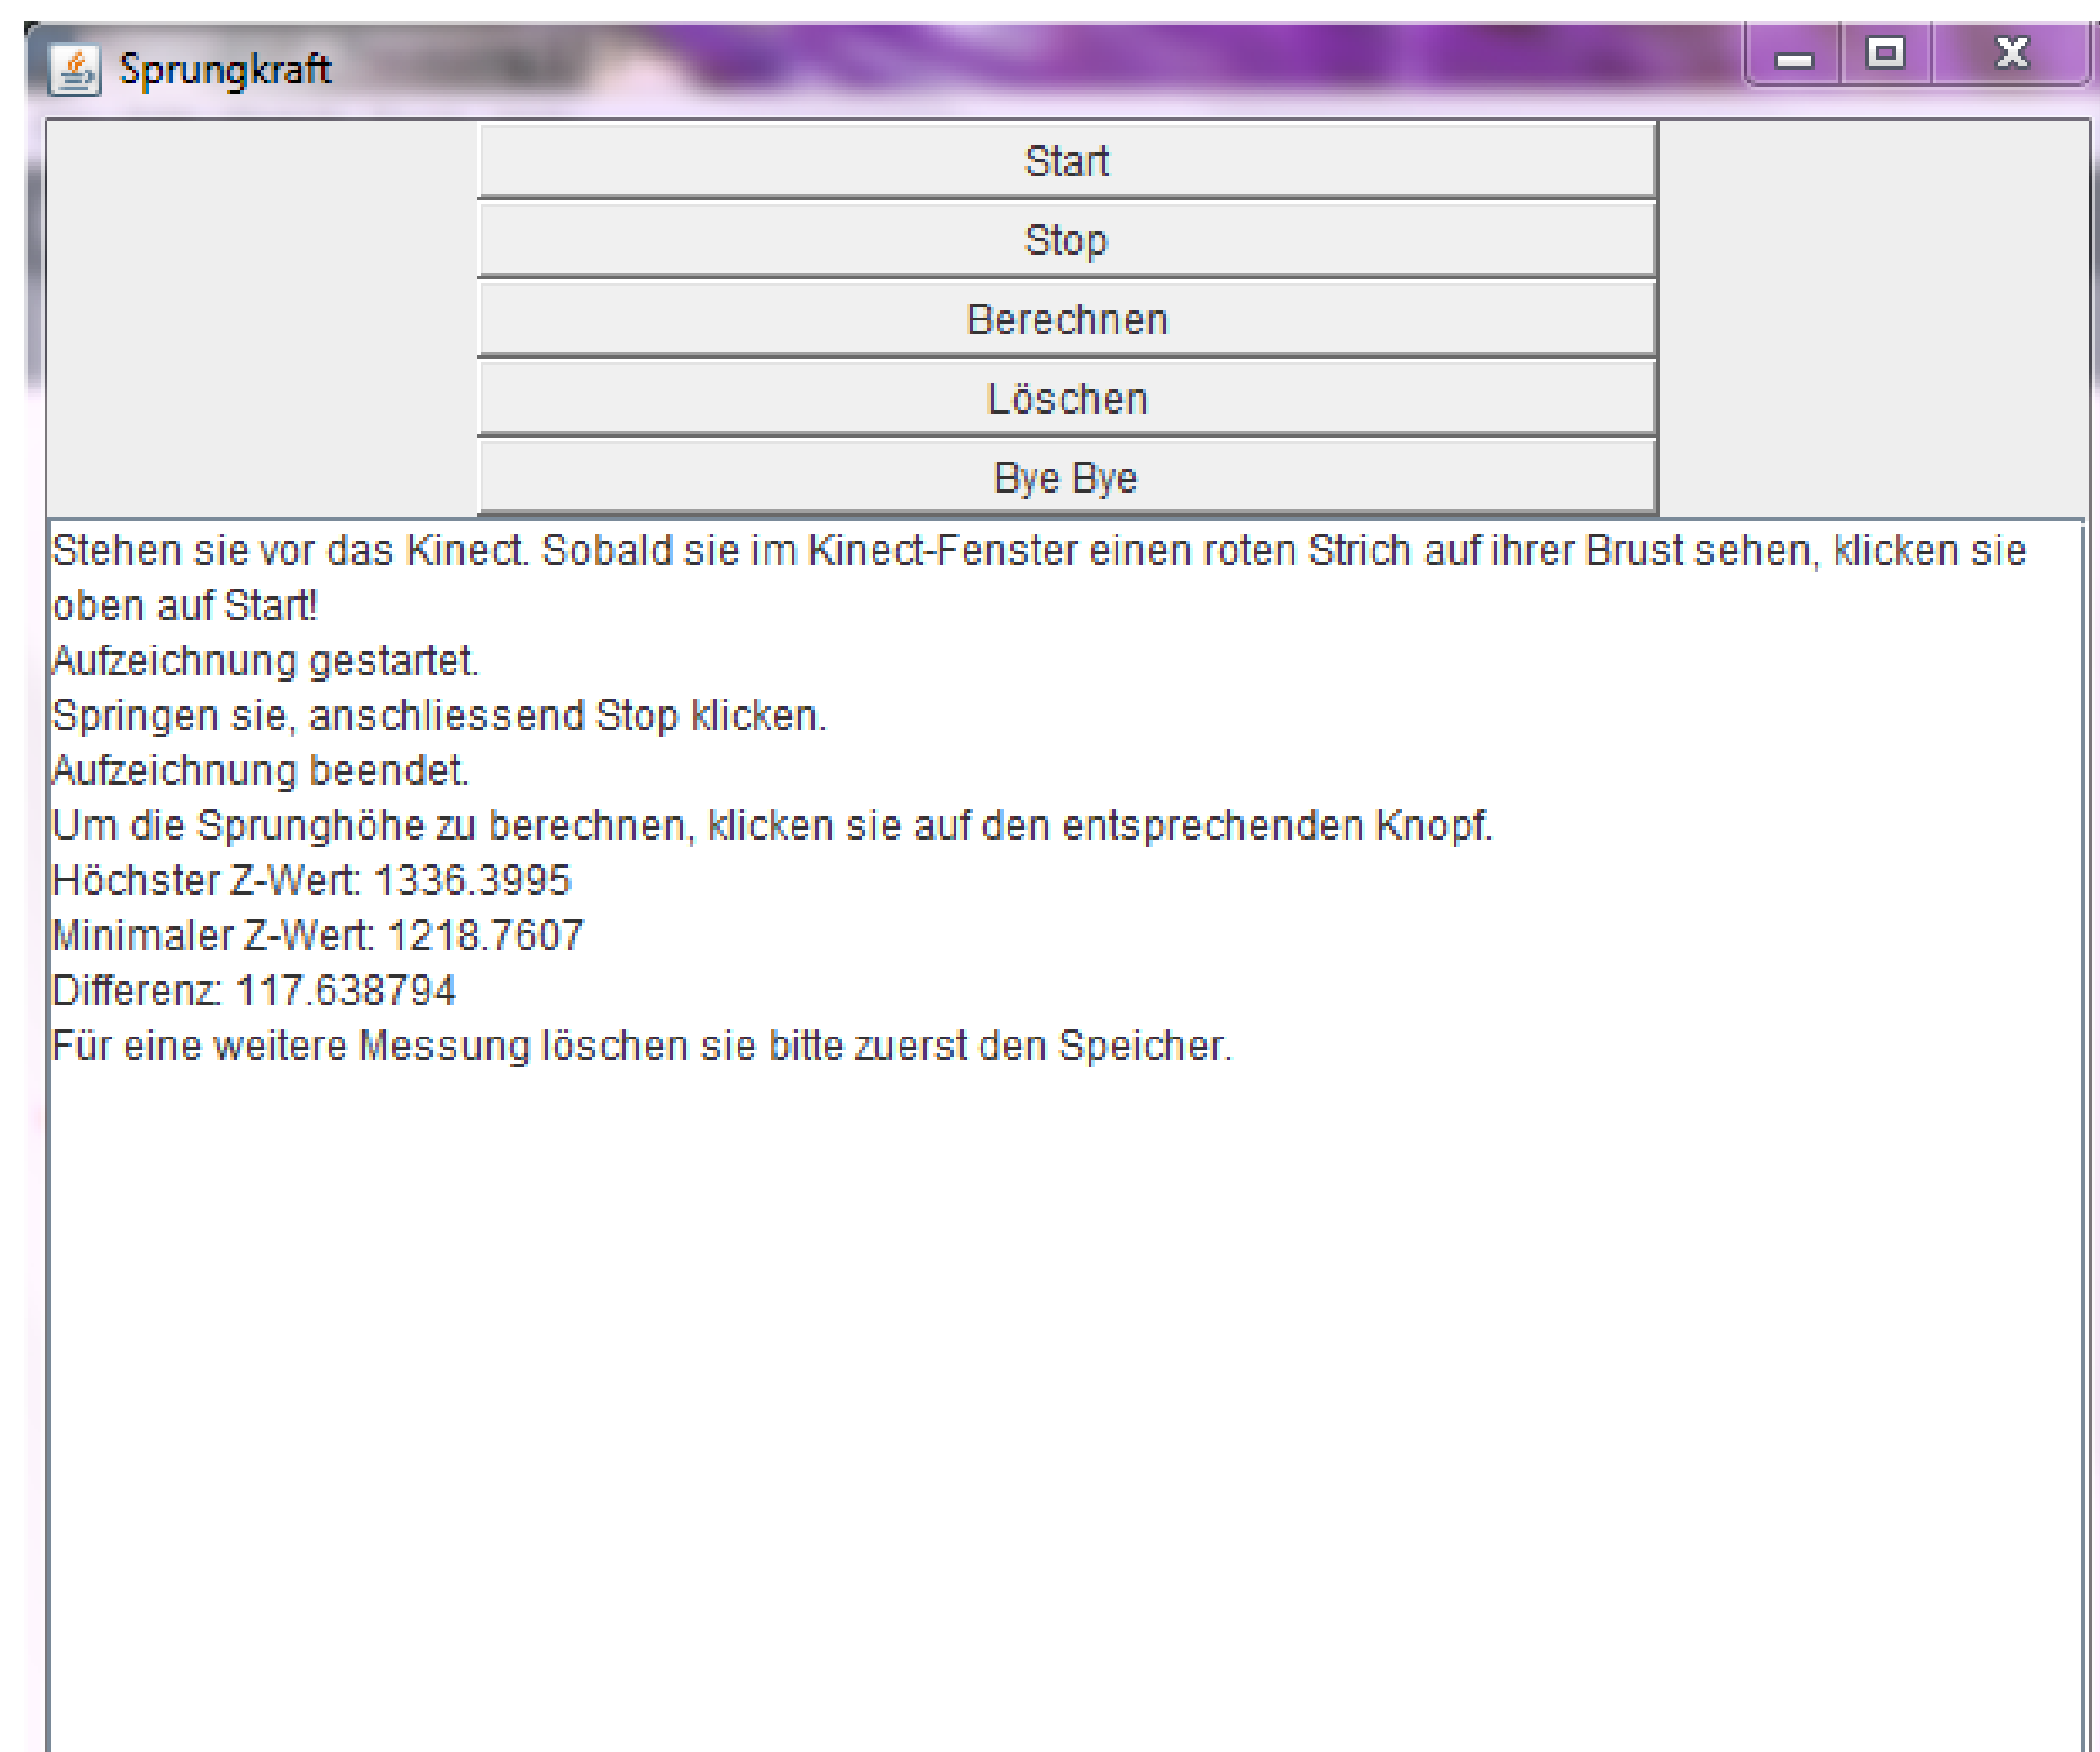 Sprungkraft
Start
Stop
Berechnen
Löschen
Bye Bye
Stehen sie vor das Kinect. Sobald sie im Kinect-Fenster einen roten Strich auf ihrer Brust sehen, klicken sie
oben auf Start!
Aufzeichnung gestartet.
Springen sie, anschliessend Stop klicken.
Aufzeichnung beendet.
Um die Sprunghöhe zu berechnen, klicken sie auf den entsprechenden Knopf.
Höchster Z-Wert: 1336.3995
Minimaler Z-Wert: 1218.7607
Differenz: 117.638794
Für eine weitere Messung löschen sie bitte zuerst den Speicher.